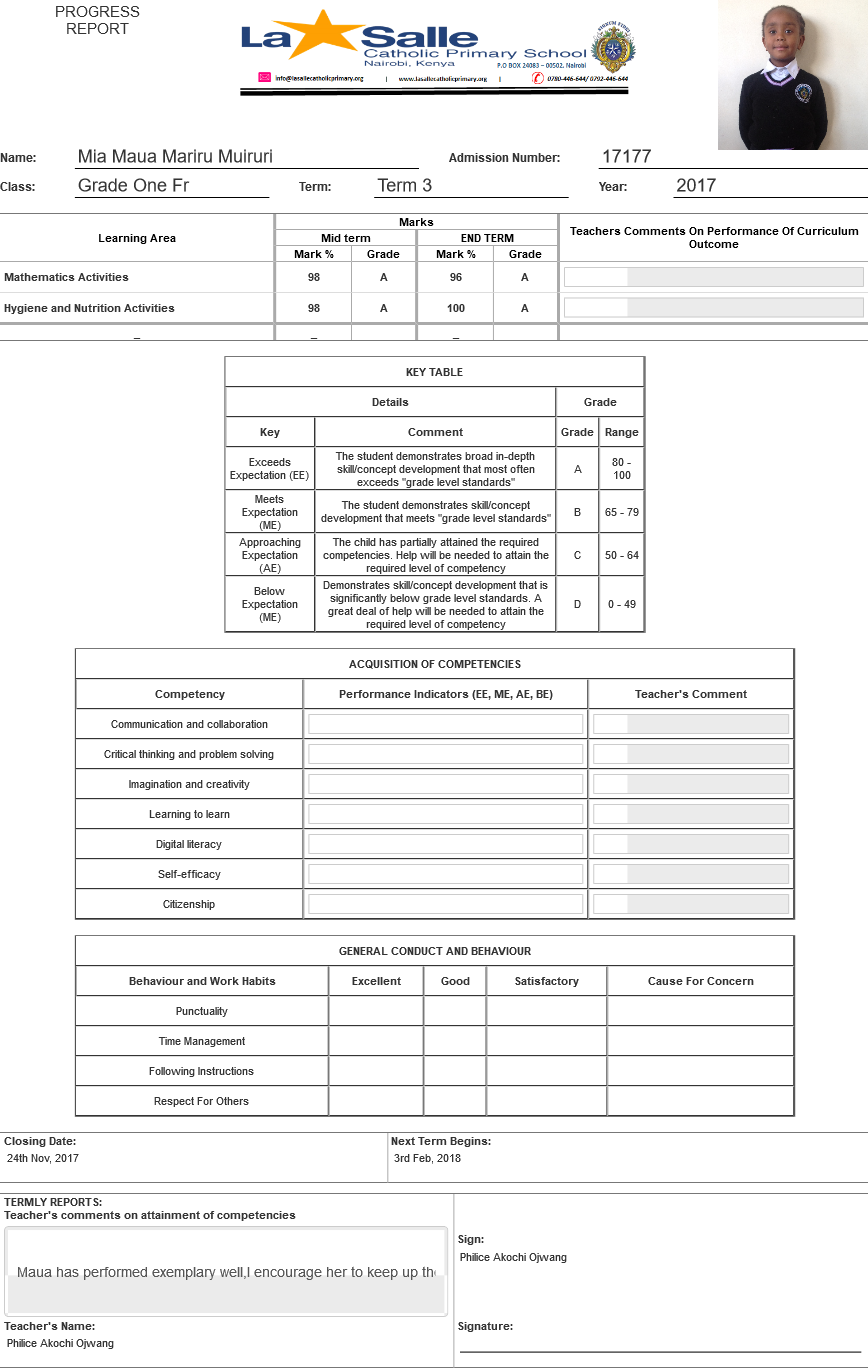 PROGRESS
REPORT
La Salle
Catholic Primary School
Nairobi, Kenya
P.O BOX 24083 – 00502, Nairobi
info@lasallecatholicprimary.org | www.lasallecatholicprimary.org | 0780-446-644/ 0792-446-644
Name: Mia Maua Mariru Muiruri Admission Number: 17177
Class: Grade One Fr Term: Term 3 Year: 2017
Learning Area Marks Teachers Comments On Performance Of Curriculum Outcome
Mid term END TERM
Mark % Grade Mark % Grade
Mathematics Activities 98 A 96 A
Hygiene and Nutrition Activities 98 A 100 A
_ _ _
KEY TABLE
Details Grade
Key Comment Grade Range
Exceeds Expectation (EE) The student demonstrates broad in-depth skill/concept development that most often exceeds "grade level standards" A 80 - 100
Meets Expectation (ME) The student demonstrates skill/concept development that meets "grade level standards" B 65 - 79
Approaching Expectation (AE) The child has partially attained the required competencies. Help will be needed to attain the required level of competency C 50 - 64
Below Expectation (ME) Demonstrates skill/concept development that is significantly below grade level standards. A great deal of help will be needed to attain the required level of competency D 0 - 49
ACQUISITION OF COMPETENCIES
Competency Performance Indicators (EE, ME, AE, BE) Teacher's Comment
Communication and collaboration
Critical thinking and problem solving
Imagination and creativity
Learning to learn
Digital literacy
Self-efficacy
Citizenship
GENERAL CONDUCT AND BEHAVIOUR
Behaviour and Work Habits Excellent Good Satisfactory Cause For Concern
Punctuality
Time Management
Following Instructions
Respect For Others
Closing Date: Next Term Begins:
24th Nov, 2017 3rd Feb, 2018
TERMLY REPORTS:
Teacher's comments on attainment of competencies
Maua has performed exemplary well,I encourage her to keep up
Sign:
Philice Akochi Ojwang
Teacher's Name:
Philice Akochi Ojwang
Signature: